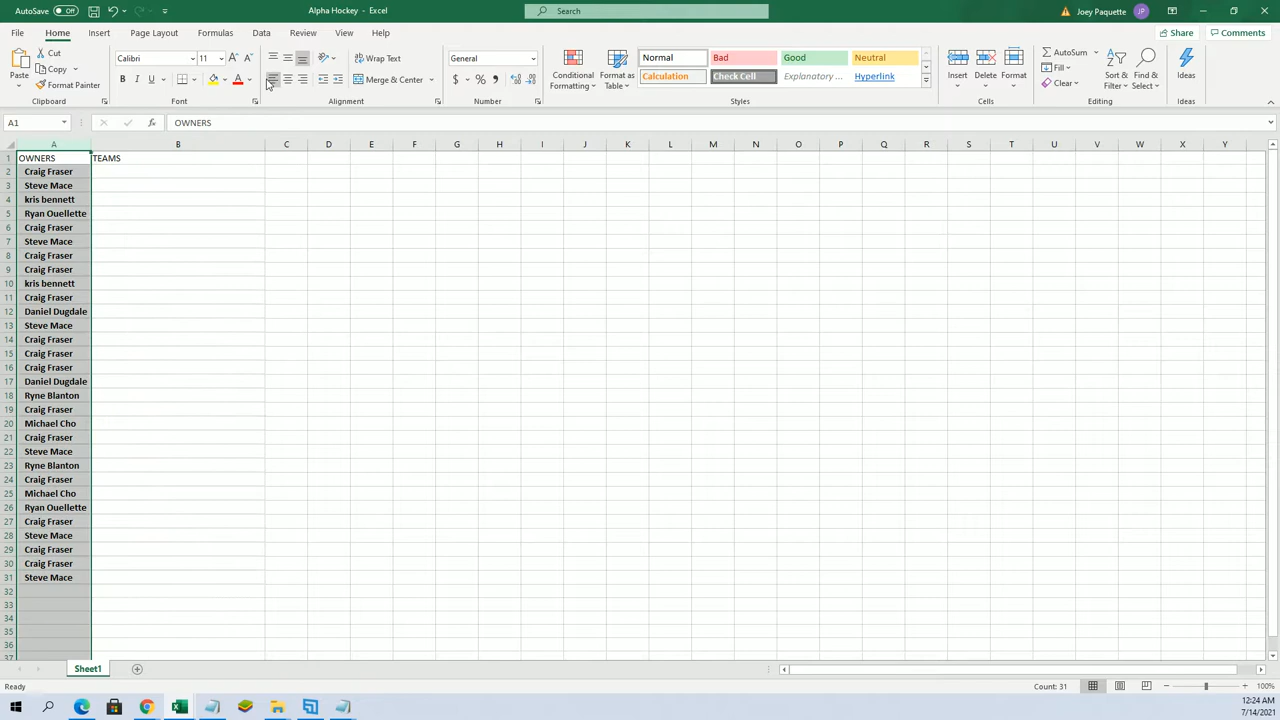 AutoSave Off
Alpha Hockey - Excel
Search
Joey Paquette JP
File Home Insert Page Layout Formulas Data Review View Help
Share Comments
Paste
Cut
Copy
Format Painter
Clipboard
Calibri 11
B I U
Font
Wrap Text
Merge & Center
Alignment
General
$ % 9
Number
Conditional Formatting
Format as Table
Normal Bad Good Neutral
Calculation Check Cell Explanatory ... Hyperlink
Styles
Insert Delete Format
Cells
AutoSum
Fill
Clear
Sort & Filter
Find & Select
Editing
Ideas
Ideas
A1
fx OWNERS
A B C D E F G H I J K L M N O P Q R S T U V W X Y
1 OWNERS TEAMS
2 Craig Fraser
3 Steve Mace
4 kris bennett
5 Ryan Ouellette
6 Craig Fraser
7 Steve Mace
8 Craig Fraser
9 Craig Fraser
10 kris bennett
11 Craig Fraser
12 Daniel Dugdale
13 Steve Mace
14 Craig Fraser
15 Craig Fraser
16 Craig Fraser
17 Daniel Dugdale
18 Ryne Blanton
19 Craig Fraser
20 Michael Cho
21 Craig Fraser
22 Steve Mace
23 Ryne Blanton
24 Craig Fraser
25 Michael Cho
26 Ryan Ouellette
27 Craig Fraser
28 Steve Mace
29 Craig Fraser
30 Craig Fraser
31 Steve Mace
32
33
34
35
36
37
Sheet1
Ready
Count: 31
100%
12:24 AM
7/14/2021